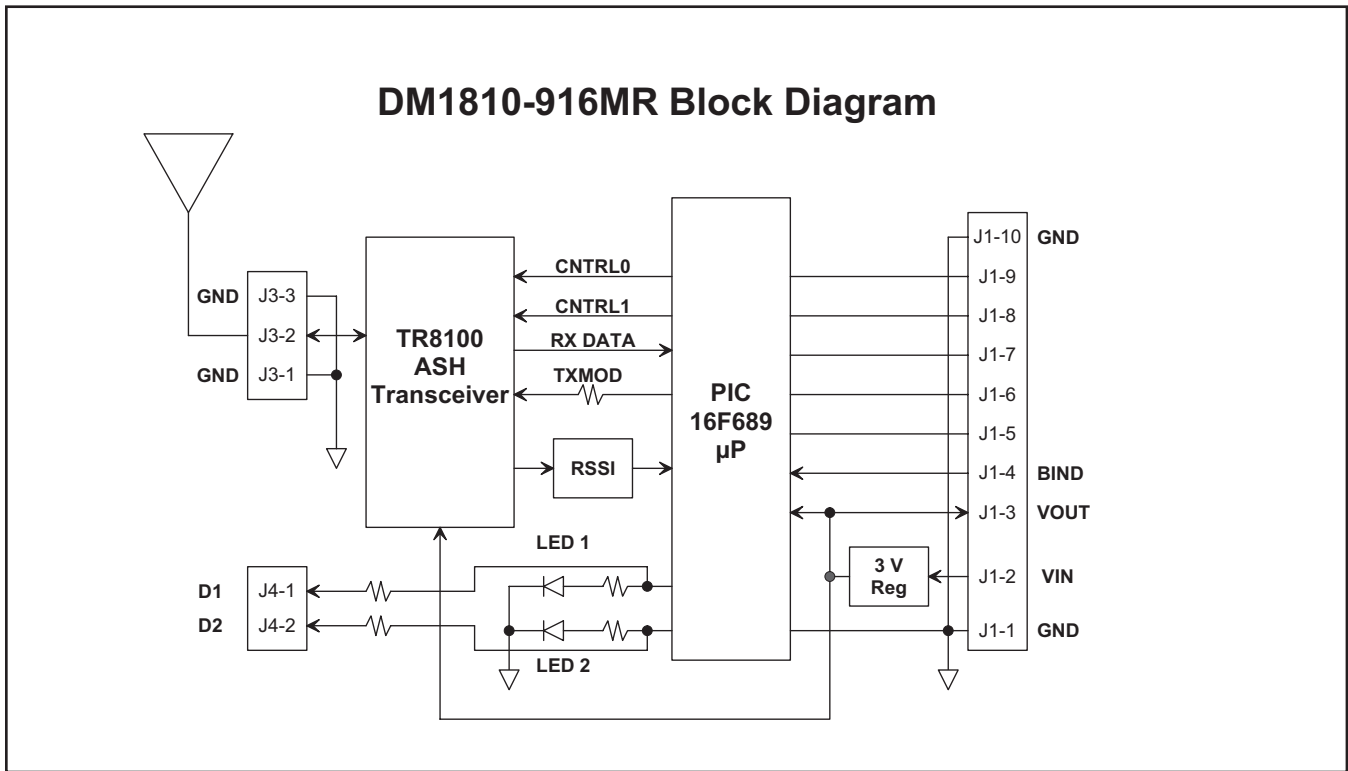 DM1810-916MR Block Diagram
GND
J3-3
J3-2
GND
J3-1
TR8100
ASH
Transceiver
CNTRL0
CNTRL1
RX DATA
TXMOD
RSSI
PIC
16F689
µP
J1-10
GND
J1-9
J1-8
J1-7
J1-6
J1-5
J1-4
BIND
J1-3
VOUT
3 V
Reg
J1-2
VIN
J1-1
GND
LED 1
LED 2
D1
J4-1
D2
J4-2